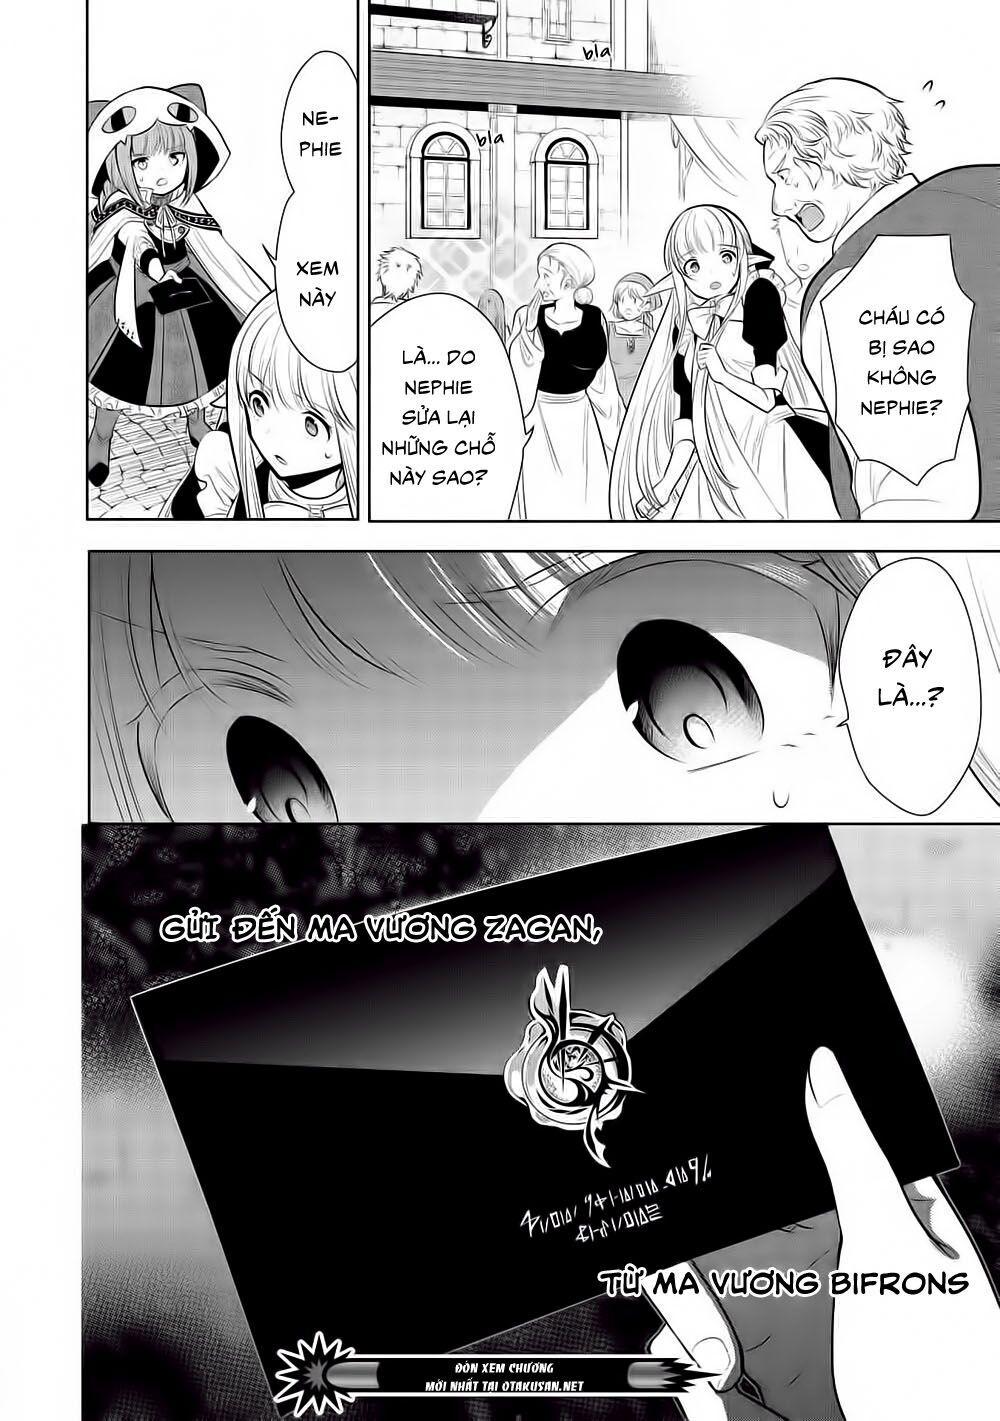 bla
bla
CHÁU CÓ
BỊ SAO
KHÔNG
NEPHIE?
LÀ... DO
NEPHIE
SỬA LẠI
NHỮNG CHỖ
NÀY SAO?
NE-
PHIE
XEM
NÀY
ĐÂY
LÀ...?
GỬI ĐẾN MA VƯƠNG ZAGAN,
TỪ MA VƯƠNG BIFRONS
ĐÓN XEM CHƯƠNG
MỚI NHẤT TẠI OTAKUSAN.NET